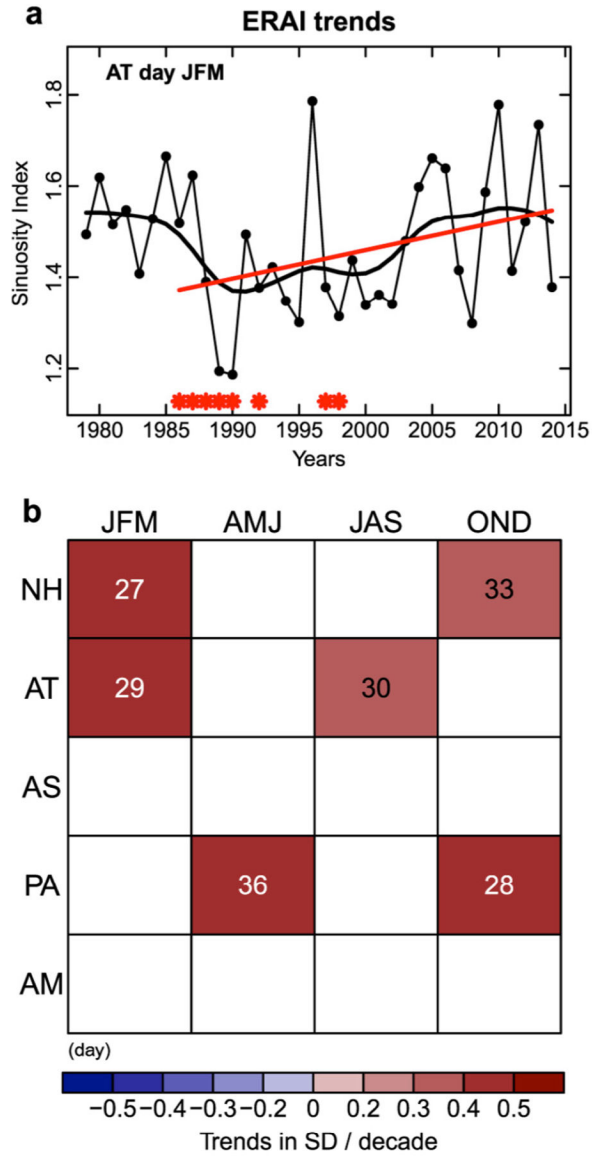 a
ERAI trends
AT day JFM
Sinuosity Index
1.8
1.6
1.4
1.2
1980 1985 1990 1995 2000 2005 2010 2015
Years
b
JFM AMJ JAS OND
NH 27 33
AT 29 30
AS
PA 36 28
AM
(day)
−0.5 −0.4 −0.3 −0.2 0 0.2 0.3 0.4 0.5
Trends in SD / decade